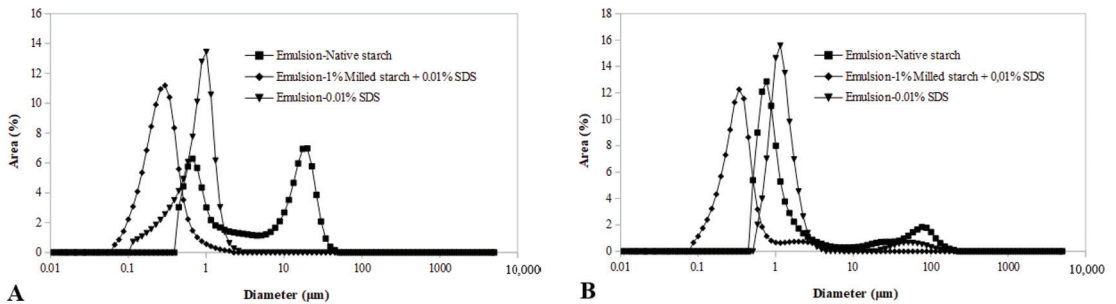 16
14
12
10
8
6
4
2
0
Area (%)
Emulsion-Native starch
Emulsion-1% Milled starch + 0.01% SDS
Emulsion-0.01% SDS
0.01 0.1 1 10 100 10,000
Diameter (µm)
A
18
16
14
12
10
8
6
4
2
0
Area (%)
Emulsion-Native starch
Emulsion-1% Milled starch + 0,01% SDS
Emulsion-0.01% SDS
0.01 0.1 1 10 100 10,000
Diameter (µm)
B